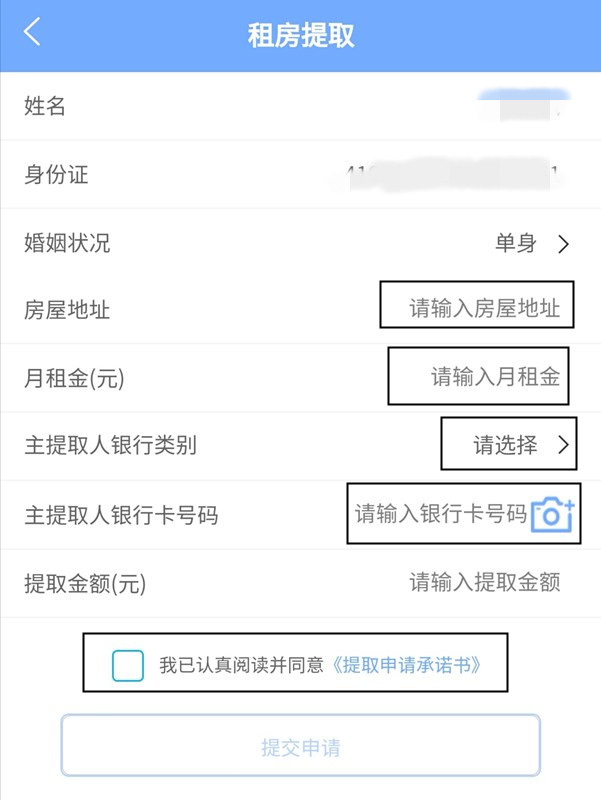 租房提取
姓名
身份证
婚姻状况 单身
房屋地址 请输入房屋地址
月租金(元) 请输入月租金
主提取人银行类别 请选择
主提取人银行卡号码 请输入银行卡号码
提取金额(元) 请输入提取金额
我已认真阅读并同意《提取申请承诺书》
提交申请